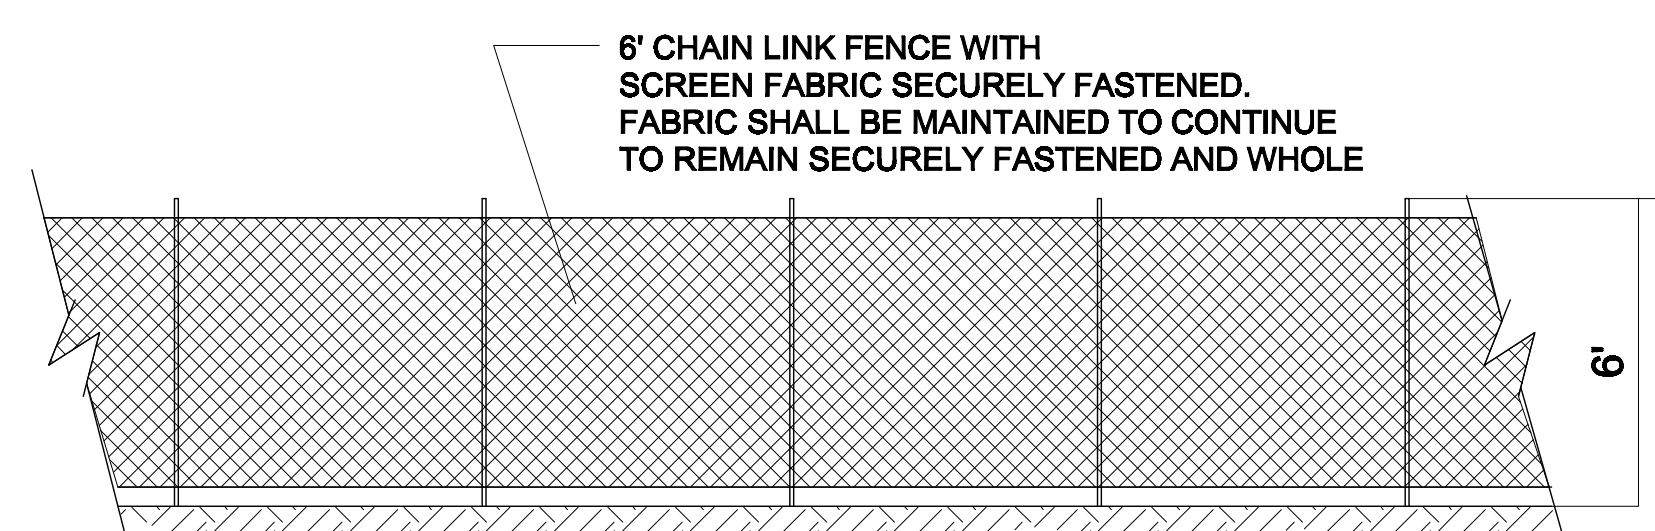 6' CHAIN LINK FENCE WITH
SCREEN FABRIC SECURELY FASTENED.
FABRIC SHALL BE MAINTAINED TO CONTINUE
TO REMAIN SECURELY FASTENED AND WHOLE
6'